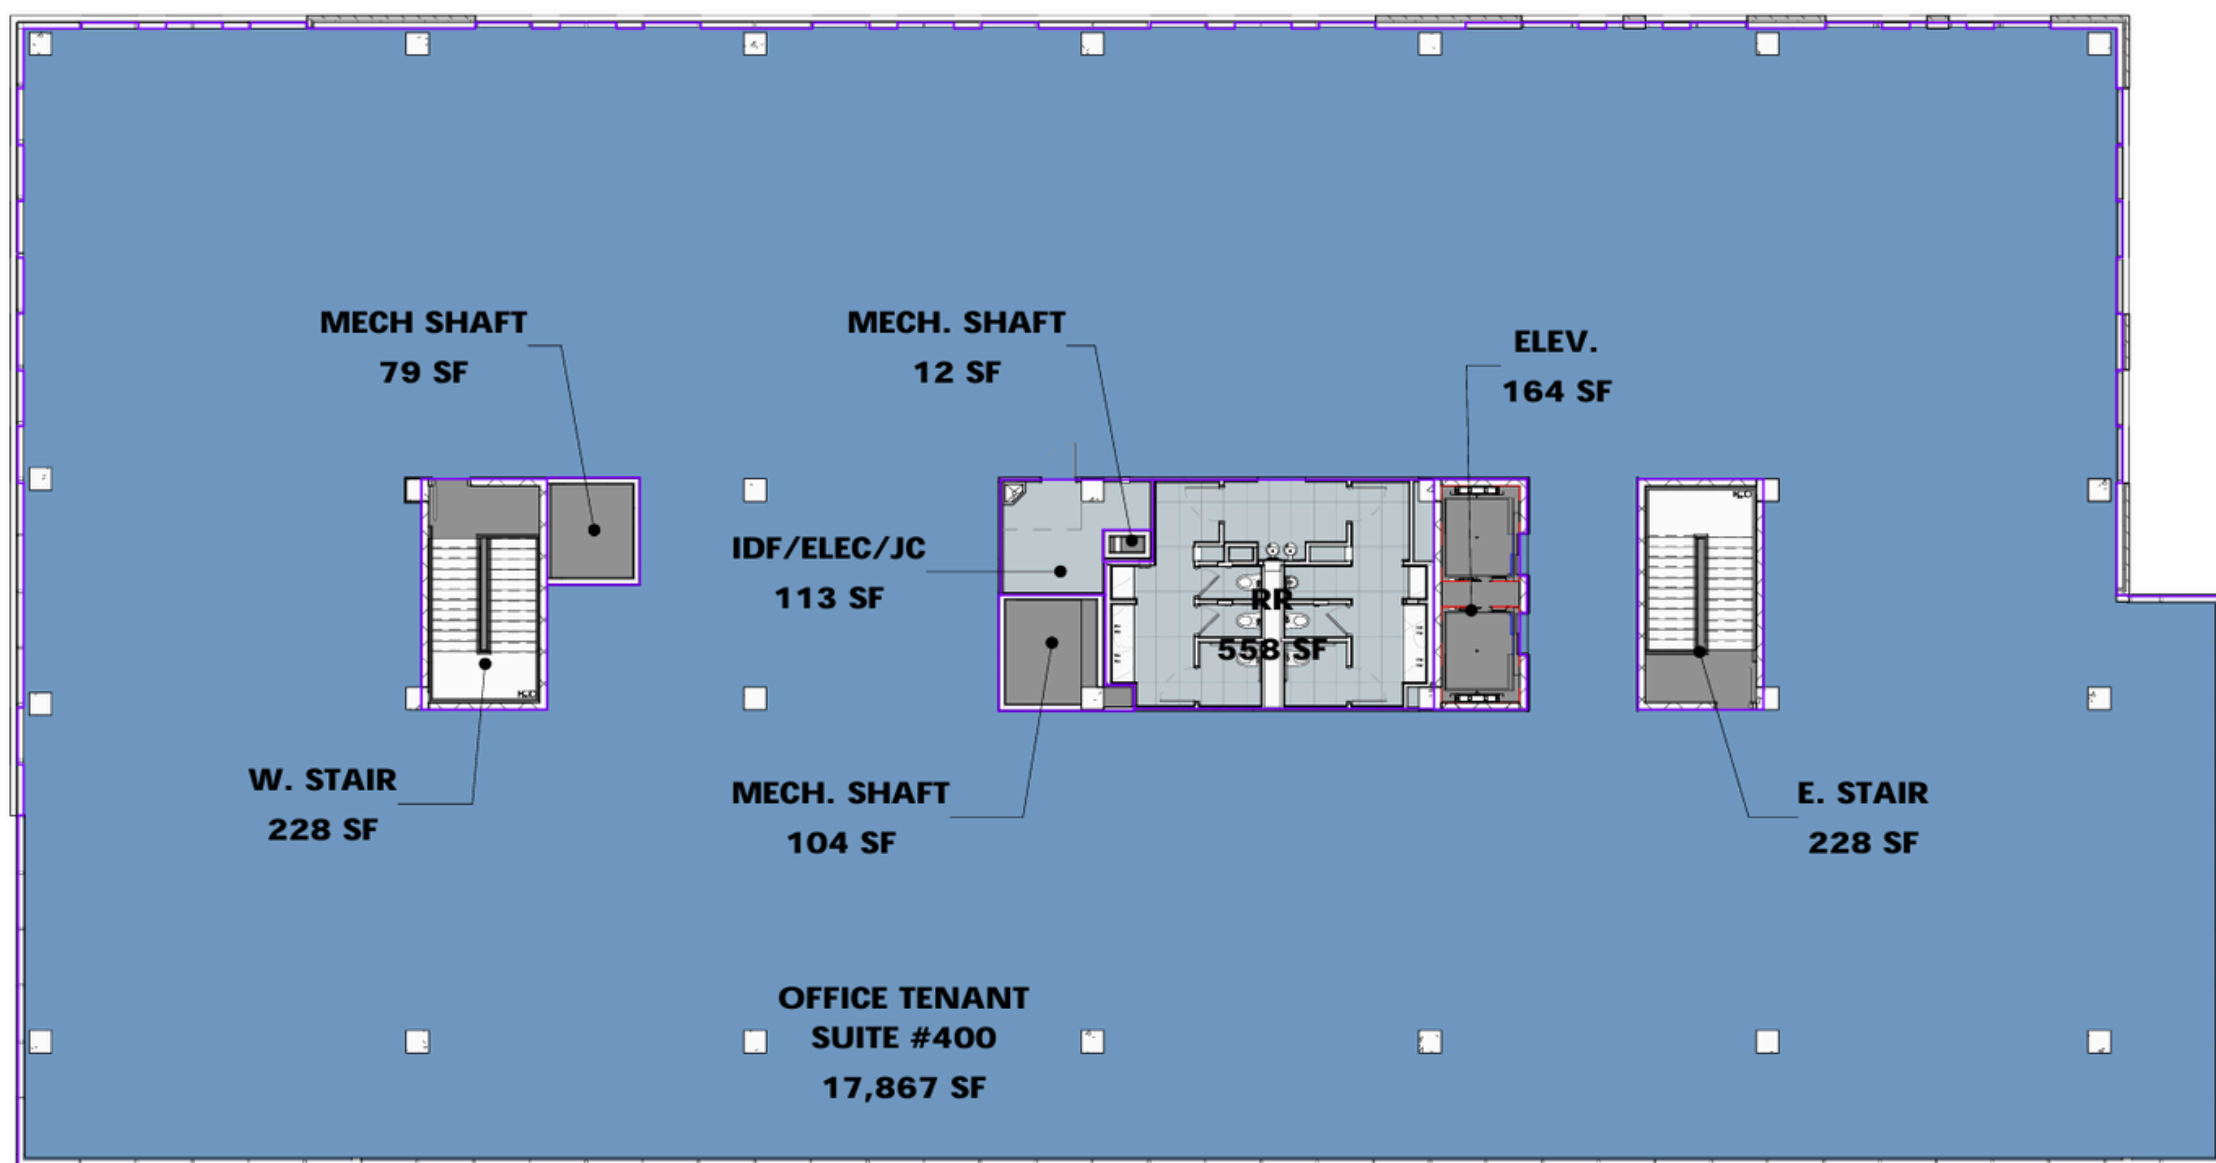 MECH SHAFT
79 SF
MECH. SHAFT
12 SF
ELEV.
164 SF
IDF/ELEC/JC
113 SF
RR
558 SF
W. STAIR
228 SF
MECH. SHAFT
104 SF
E. STAIR
228 SF
OFFICE TENANT
SUITE #400
17,867 SF